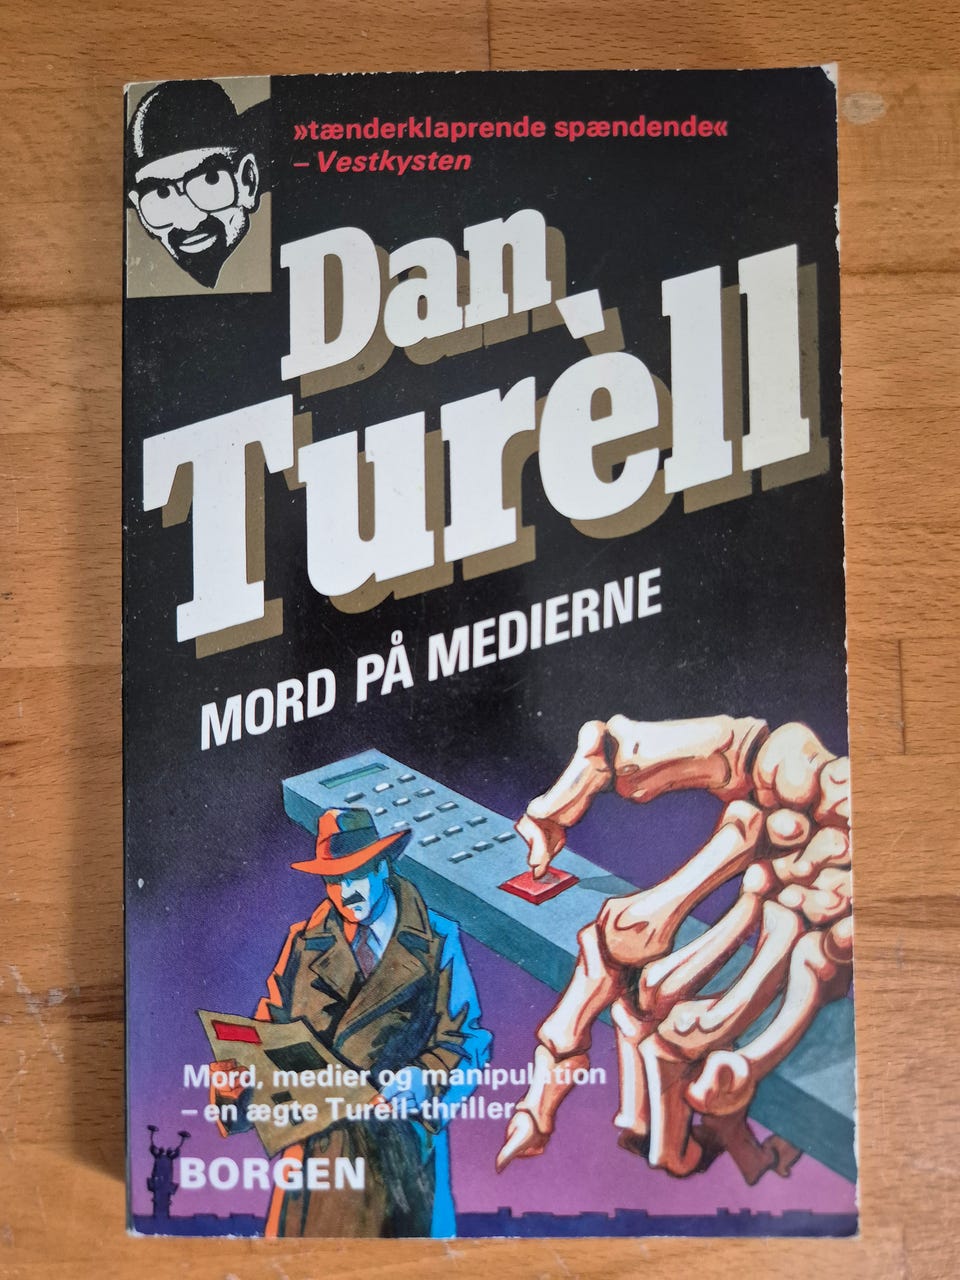 »tænderklaprende spændende«
– Vestkysten
Dan
Turèll
MORD PÅ MEDIERNE
Mord, medier og manipulation
– en ægte Turèll-thriller
BORGEN